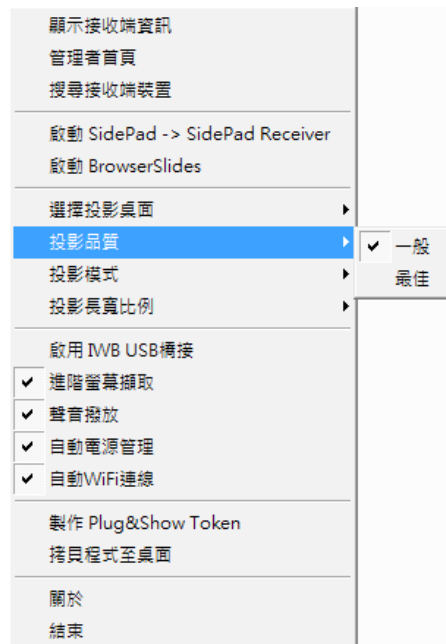 顯示接收端資訊
管理者首頁
搜尋接收端裝置
啟動 SidePad -> SidePad Receiver
啟動 BrowserSlides
選擇投影桌面
投影品質
一般
最佳
投影模式
投影長寬比例
啟用 IWB USB橋接
進階螢幕擷取
聲音撥放
自動電源管理
自動WiFi連線
製作 Plug&Show Token
拷貝程式至桌面
關於
結束